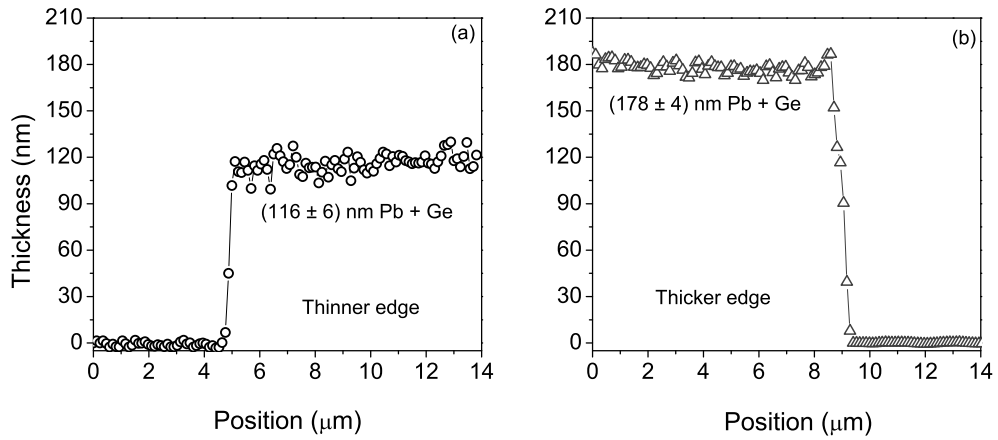 210
180
150
120
90
60
30
0
Thickness (nm)
(a)
(116 ± 6) nm Pb + Ge
Thinner edge
0 2 4 6 8 10 12 14
Position (μm)
210
180
150
120
90
60
30
0
(b)
(178 ± 4) nm Pb + Ge
Thicker edge
0 2 4 6 8 10 12 14
Position (μm)